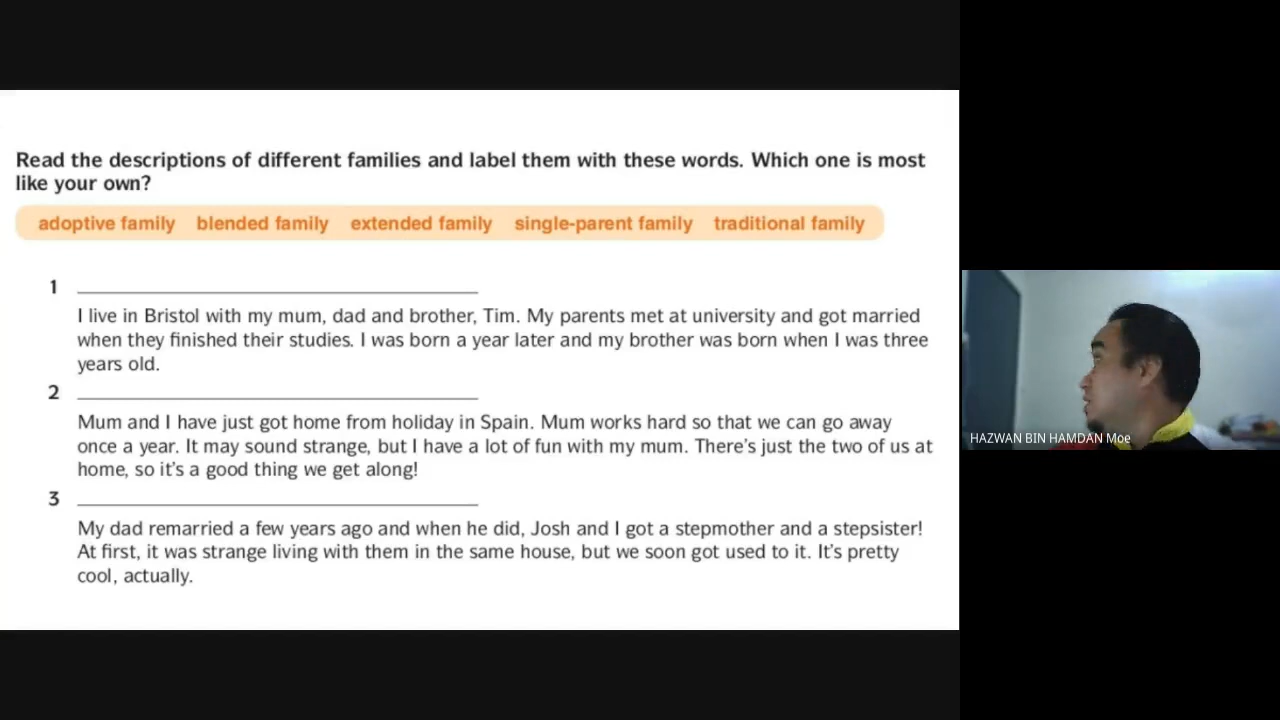 Read the descriptions of different families and label them with these words. Which one is most
like your own?
adoptive family blended family extended family single-parent family traditional family
1
I live in Bristol with my mum, dad and brother, Tim. My parents met at university and got married
when they finished their studies. I was born a year later and my brother was born when I was three
years old.
2
Mum and I have just got home from holiday in Spain. Mum works hard so that we can go away
once a year. It may sound strange, but I have a lot of fun with my mum. There's just the two of us at
home, so it's a good thing we get along!
3
My dad remarried a few years ago and when he did, Josh and I got a stepmother and a stepsister!
At first, it was strange living with them in the same house, but we soon got used to it. It's pretty
cool, actually.
HAZWAN BIN HAMDAN Moe